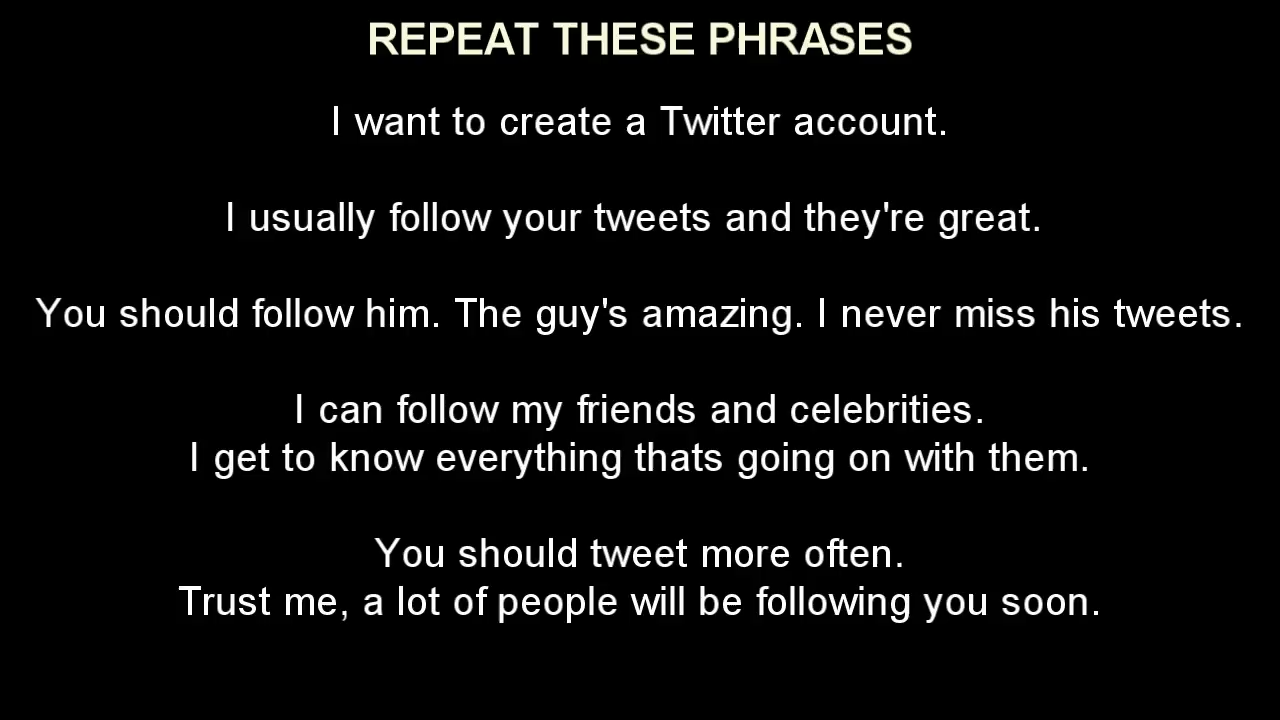 REPEAT THESE PHRASES
I want to create a Twitter account.
I usually follow your tweets and they're great.
You should follow him. The guy's amazing. I never miss his tweets.
I can follow my friends and celebrities.
I get to know everything thats going on with them.
You should tweet more often.
Trust me, a lot of people will be following you soon.